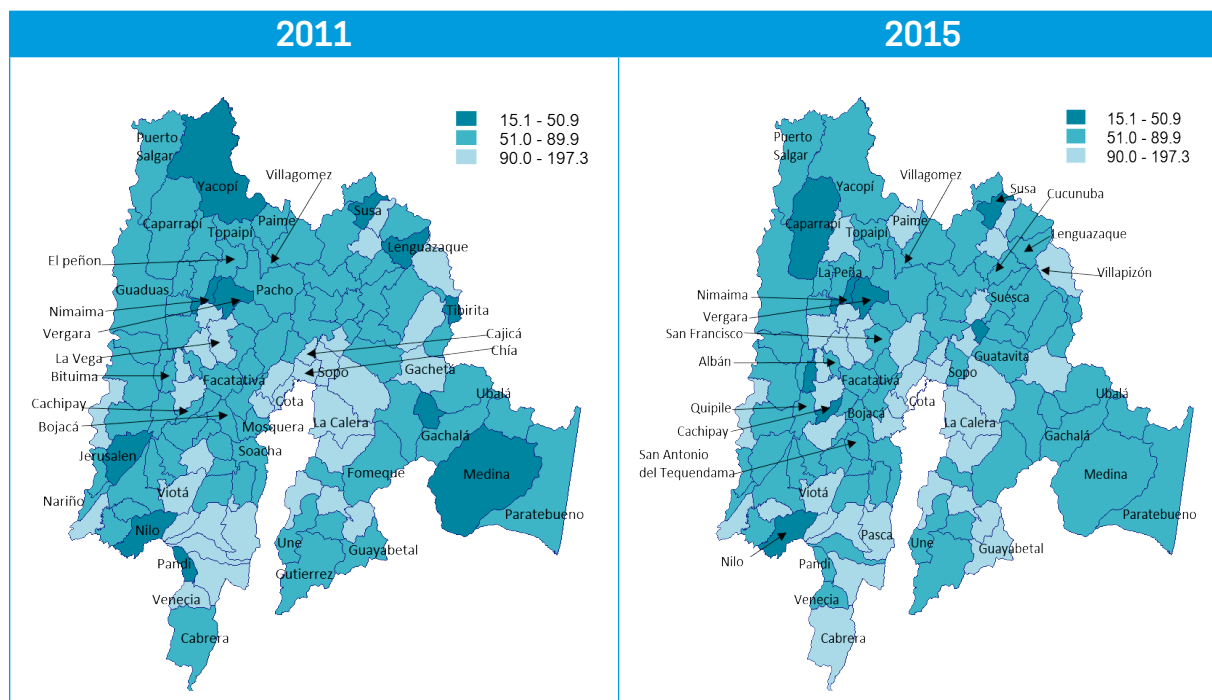 2011
15.1 - 50.9
51.0 - 89.9
90.0 - 197.3
Puerto
Salgar
Villagomez
Yacopí
Caparrapí
Paime
Topaipí
Susa
Lenguazaque
El peñon
Guaduas
Pacho
Nimaima
Tibirita
Vergara
Cajicá
La Vega
Chía
Bituima
Facatativá
Sopo
Gacheta
Ubalá
Cachipay
Cota
Bojacá
Mosquera
La Calera
Gachalá
Soacha
Jerusalen
Fomeque
Medina
Nariño
Viotá
Paratebueno
Nilo
Une
Guayabetal
Pandi
Gutierrez
Venecia
Cabrera
2015
15.1 - 50.9
51.0 - 89.9
90.0 - 197.3
Puerto
Salgar
Villagomez
Yacopí
Susa
Cucunuba
Caparrapi
Paime
Topaipí
Lenguazaque
La Peña
Villapizón
Nimaima
Suesca
Vergara
San Francisco
Albán
Guatavita
Facatativá
Sopo
Ubalá
Quipile
Cota
Bojacá
Cachipay
La Calera
Gachalá
San Antonio
del Tequendama
Medina
Viotá
Paratebueno
Pasca
Nilo
Une
Guayabetal
Pandi
Venecia
Cabrera